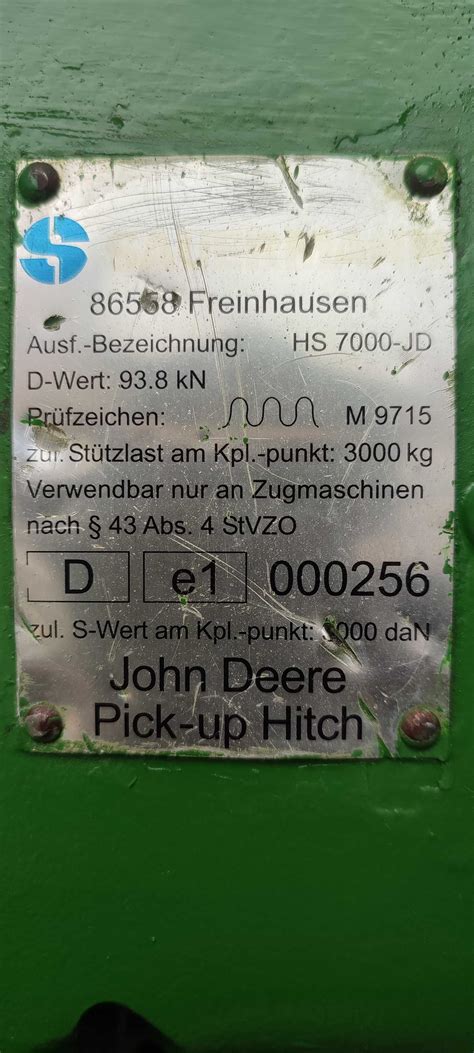 86558 Freinhausen
Ausf.-Bezeichnung: HS 7000-JD
D-Wert: 93.8 kN
Prüfzeichen: M 9715
zul. Stützlast am Kpl.-punkt: 3000 kg
Verwendbar nur an Zugmaschinen
nach § 43 Abs. 4 StVZO
D e1 000256
zul. S-Wert am Kpl.-punkt: daN
John Deere
Pick-up Hitch